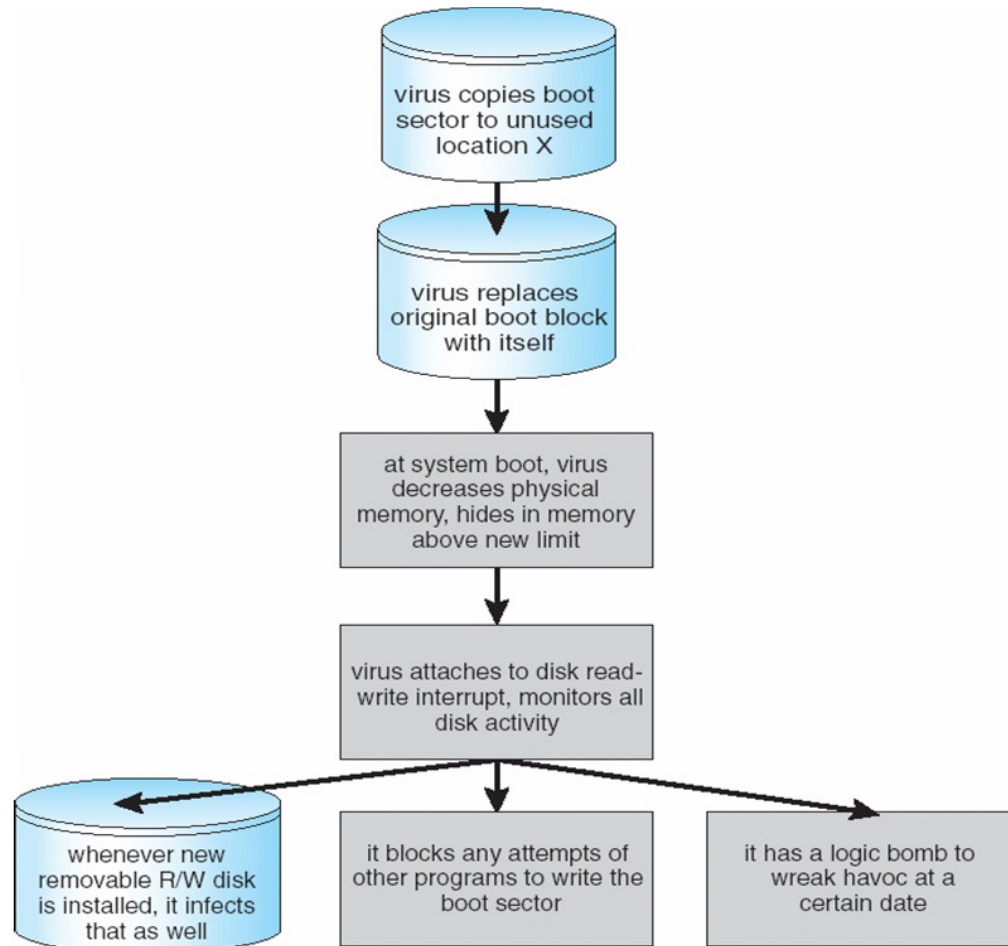 virus copies boot
sector to unused
location X
virus replaces
original boot block
with itself
at system boot, virus
decreases physical
memory, hides in memory
above new limit
virus attaches to disk read-
write interrupt, monitors all
disk activity
whenever new
removable R/W disk
is installed, it infects
that as well
it blocks any attempts of
other programs to write the
boot sector
it has a logic bomb to
wreak havoc at a
certain date